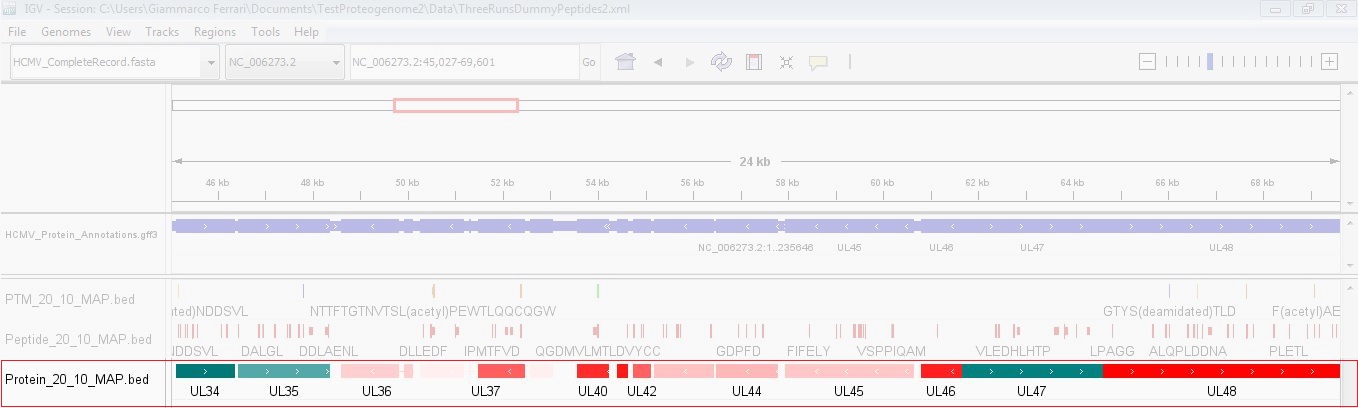 IGV - Session: C:\Users\Giammarco Ferrari\Documents\TestProteogenome2\Data\ThreeRunsDummyPeptides2.xml
File Genomes View Tracks Regions Tools Help
HCMV_CompleteRecord.fasta NC_006273.2 NC_006273.2:45,027-69,601 Go
24 kb
46 kb 48 kb 50 kb 52 kb 54 kb 56 kb 58 kb 60 kb 62 kb 64 kb 66 kb 68 kb
HCMV_Protein_Annotations.gff3
NC_006273.2:1..235646 UL45 UL46 UL47 UL48
PTM_20_10_MAP.bed
ated)NDDSVL NTTFTGTNVTSL(acetyl)PEWTLQQCQGW GTYS(deamidated)TLD F(acetyl)AE
Peptide_20_10_MAP.bed
NDDSVL DALGL DDLAENL DLLEDF IPMTFVD QGDMVLMTLDVYCC GDPFD FIFELY VSPPIQAM VLEDHLHTP LPAGG ALQPLDDNA PLETL
Protein_20_10_MAP.bed
UL34 UL35 UL36 UL37 UL40 UL42 UL44 UL45 UL46 UL47 UL48